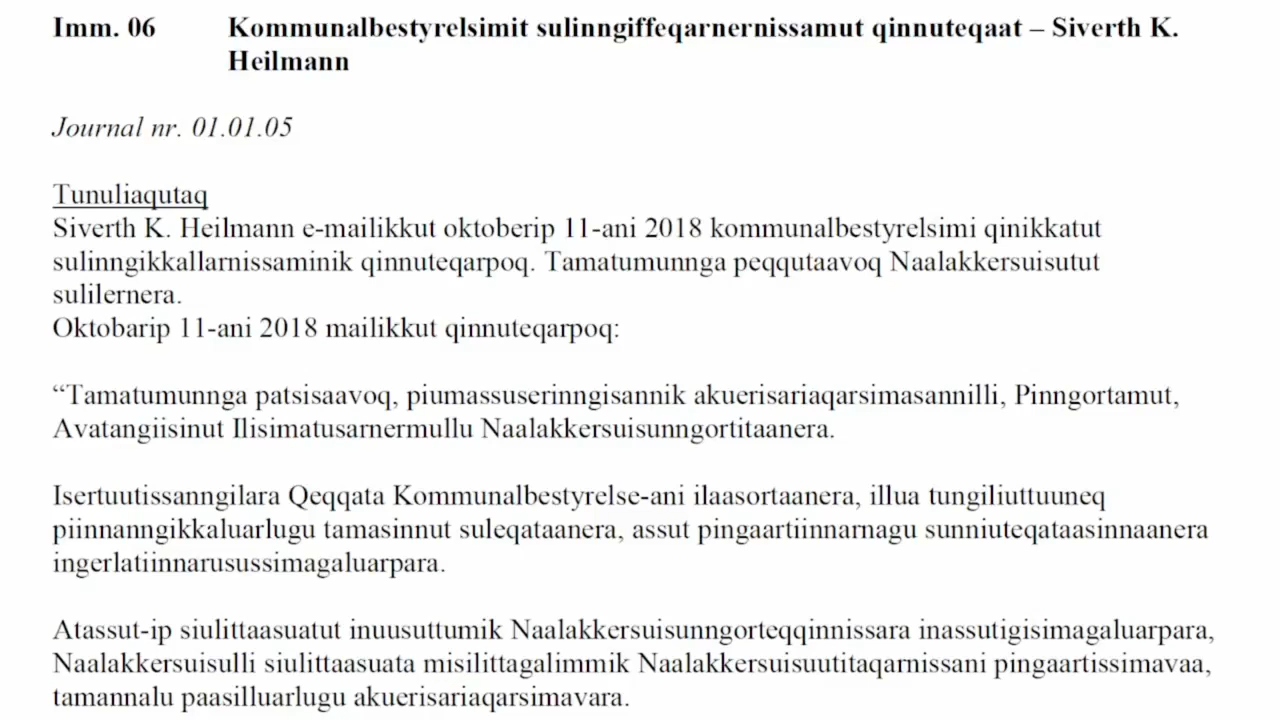 Imm. 06 Kommunalbestyrelsimit sulinngiffeqarnernissamut qinnuteqaat – Siverth K.
Heilmann
Journal nr. 01.01.05
Tunuliaqutaq
Siverth K. Heilmann e-mailikkut oktoberip 11-ani 2018 kommunalbestyrelsimi qinikkatut
sulinngikkallarnissaminik qinnuteqarpoq. Tamatumunnga peqqutaavoq Naalakkersuisutut
sulilernera.
Oktobarip 11-ani 2018 mailikkut qinnuteqarpoq:
“Tamatumunnga patsisaavoq, piumassuserinngisannik akuerisariaqarsimasannilli, Pinngortamut,
Avatangiisinut Ilisimatusarnermullu Naalakkersuisunngortitaanera.
Isertuutissanngilara Qeqqata Kommunalbestyrelse-ani ilaasortaanera, illua tungiliuttuuneq
piinnanngikkaluarlugu tamasinnut suleqataanera, assut pingaartiinnarnagu sunniuteqataasinnaanera
ingerlatiinnarusussimagaluarpara.
Atassut-ip siulittaasuatut inuusuttumik Naalakkersuisunngorteqqinnissara inassutigisimagaluarpara,
Naalakkersuisulli siulittaasuata misilittagalimmik Naalakkersuisuutitaqarnissani pingaartissimavaa,
tamannalu paasilluarlugu akuerisariaqarsimavara.